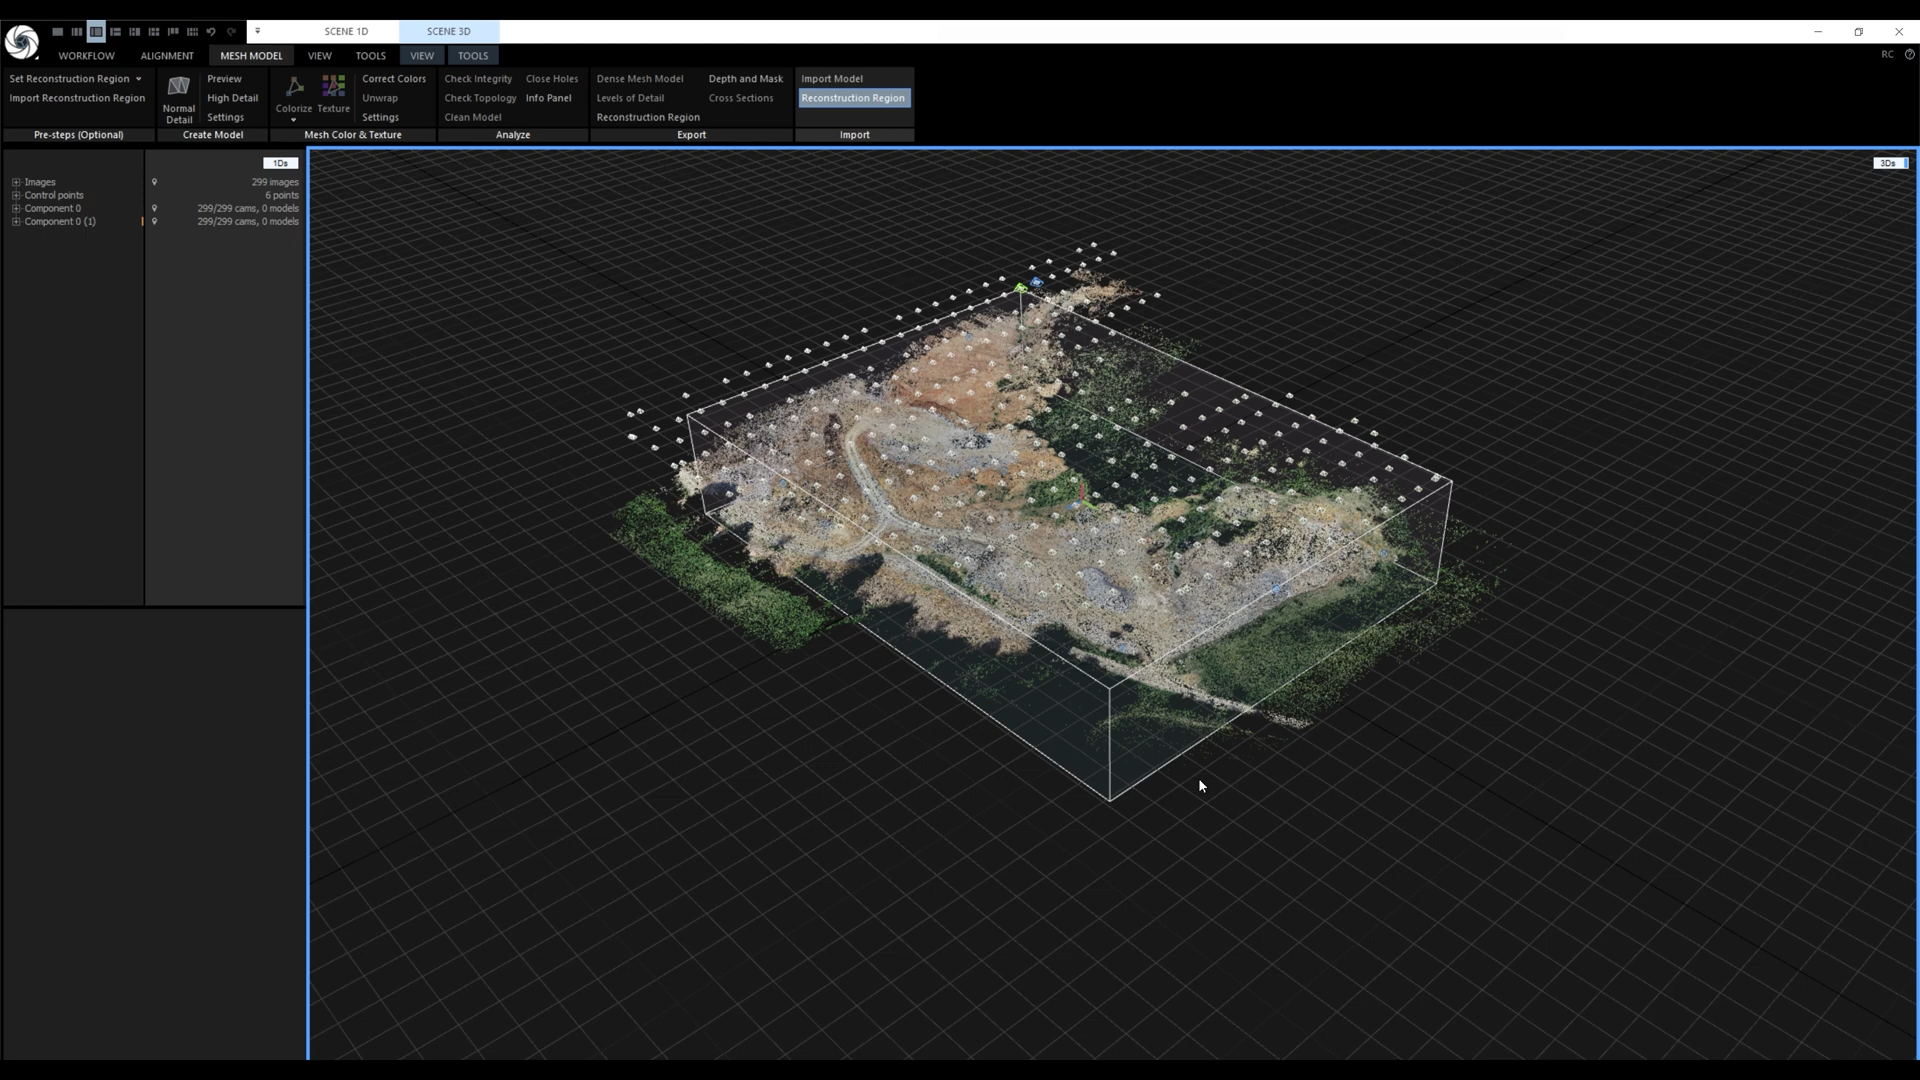 SCENE 1D SCENE 3D
WORKFLOW ALIGNMENT MESH MODEL VIEW TOOLS VIEW TOOLS RC
Set Reconstruction Region
Import Reconstruction Region
Pre-steps (Optional)
Normal Detail
Preview
High Detail
Settings
Create Model
Colorize
Texture
Correct Colors
Unwrap
Settings
Mesh Color & Texture
Check Integrity
Check Topology
Clean Model
Close Holes
Info Panel
Analyze
Dense Mesh Model
Levels of Detail
Reconstruction Region
Depth and Mask
Cross Sections
Export
Import Model
Reconstruction Region
Import
1Ds
3Ds
Images 299 images
Control points 6 points
Component 0 299/299 cams, 0 models
Component 0 (1) 299/299 cams, 0 models